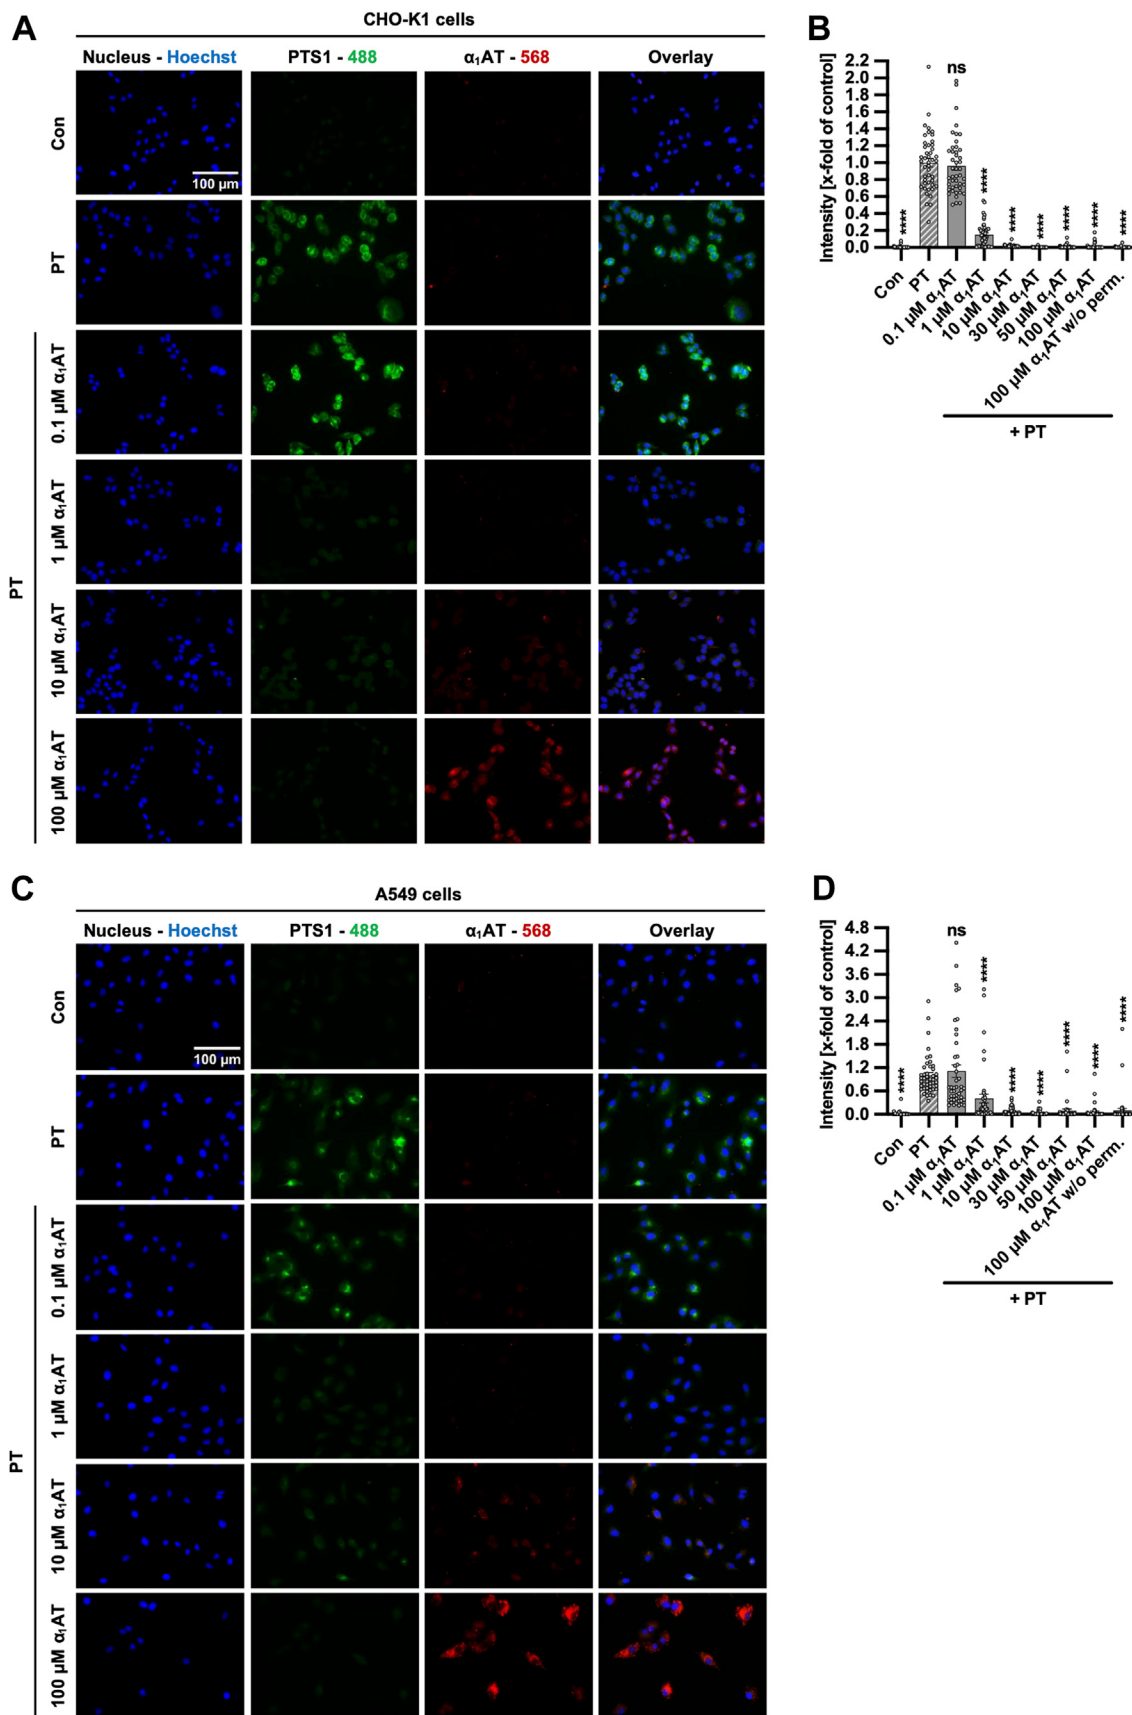 A
CHO-K1 cells
Nucleus - Hoechst PTS1 - 488 α₁AT - 568 Overlay
Con
100 µm
PT
0.1 µM α₁AT
1 µM α₁AT
10 µM α₁AT
100 µM α₁AT
PT
B
Intensity [x-fold of control]
2.2
2.0
1.8
1.6
1.4
1.2
1.0
0.8
0.6
0.4
0.2
0.0
**** ns **** **** **** **** **** ****
Con
PT
0.1 µM α₁AT
1 µM α₁AT
10 µM α₁AT
30 µM α₁AT
50 µM α₁AT
100 µM α₁AT
100 µM α₁AT w/o perm.
+ PT
C
A549 cells
Nucleus - Hoechst PTS1 - 488 α₁AT - 568 Overlay
Con
100 µm
PT
0.1 µM α₁AT
1 µM α₁AT
10 µM α₁AT
100 µM α₁AT
PT
D
Intensity [x-fold of control]
4.8
4.2
3.6
3.0
2.4
1.8
1.2
0.6
0.0
**** ns **** **** **** **** **** ****
Con
PT
0.1 µM α₁AT
1 µM α₁AT
10 µM α₁AT
30 µM α₁AT
50 µM α₁AT
100 µM α₁AT
100 µM α₁AT w/o perm.
+ PT